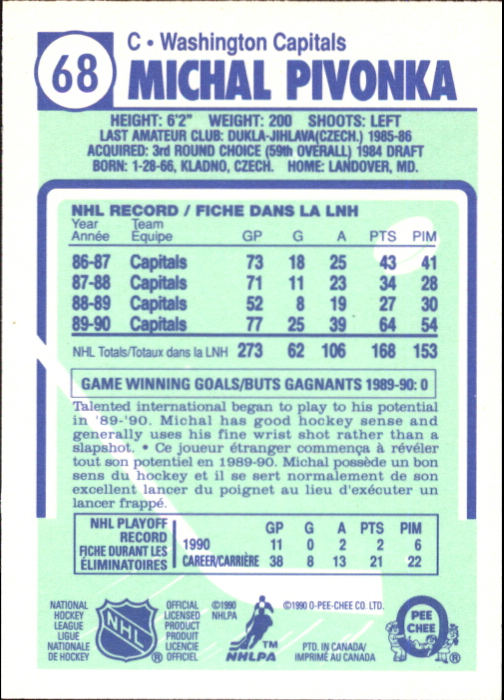 68
C • Washington Capitals
MICHAL PIVONKA
HEIGHT: 6'2" WEIGHT: 200 SHOOTS: LEFT
LAST AMATEUR CLUB: DUKLA-JIHLAVA(CZECH.) 1985-86
ACQUIRED: 3rd ROUND CHOICE (59th OVERALL) 1984 DRAFT
BORN: 1-28-66, KLADNO, CZECH. HOME: LANDOVER, MD.
NHL RECORD / FICHE DANS LA LNH
Year Team
Année Équipe GP G A PTS PIM
86-87 Capitals 73 18 25 43 41
87-88 Capitals 71 11 23 34 28
88-89 Capitals 52 8 19 27 30
89-90 Capitals 77 25 39 64 54
NHL Totals/Totaux dans la LNH 273 62 106 168 153
GAME WINNING GOALS/BUTS GAGNANTS 1989-90: 0
Talented international began to play to his potential
in '89-'90. Michal has good hockey sense and
generally uses his fine wrist shot rather than a
slapshot. • Ce joueur étranger commença à révéler
tout son potentiel en 1989-90. Michal possède un bon
sens du hockey et il se sert normalement de son
excellent lancer du poignet au lieu d'exécuter un
lancer frappé.
NHL PLAYOFF
RECORD
FICHE DURANT LES
ÉLIMINATOIRES
GP G A PTS PIM
1990 11 0 2 2 6
CAREER/CARRIÈRE 38 8 13 21 22
NATIONAL
HOCKEY
LEAGUE
LIGUE
NATIONALE
DE HOCKEY
NHL
®
OFFICIAL
LICENSED
PRODUCT
PRODUIT
LICENCIE
OFFICIEL
©1990
NHLPA
TM
NHLPA
©1990 O-PEE-CHEE CO. LTD.
PTD. IN CANADA/
IMPRIMÉ AU CANADA
O
PEE
CHEE
®